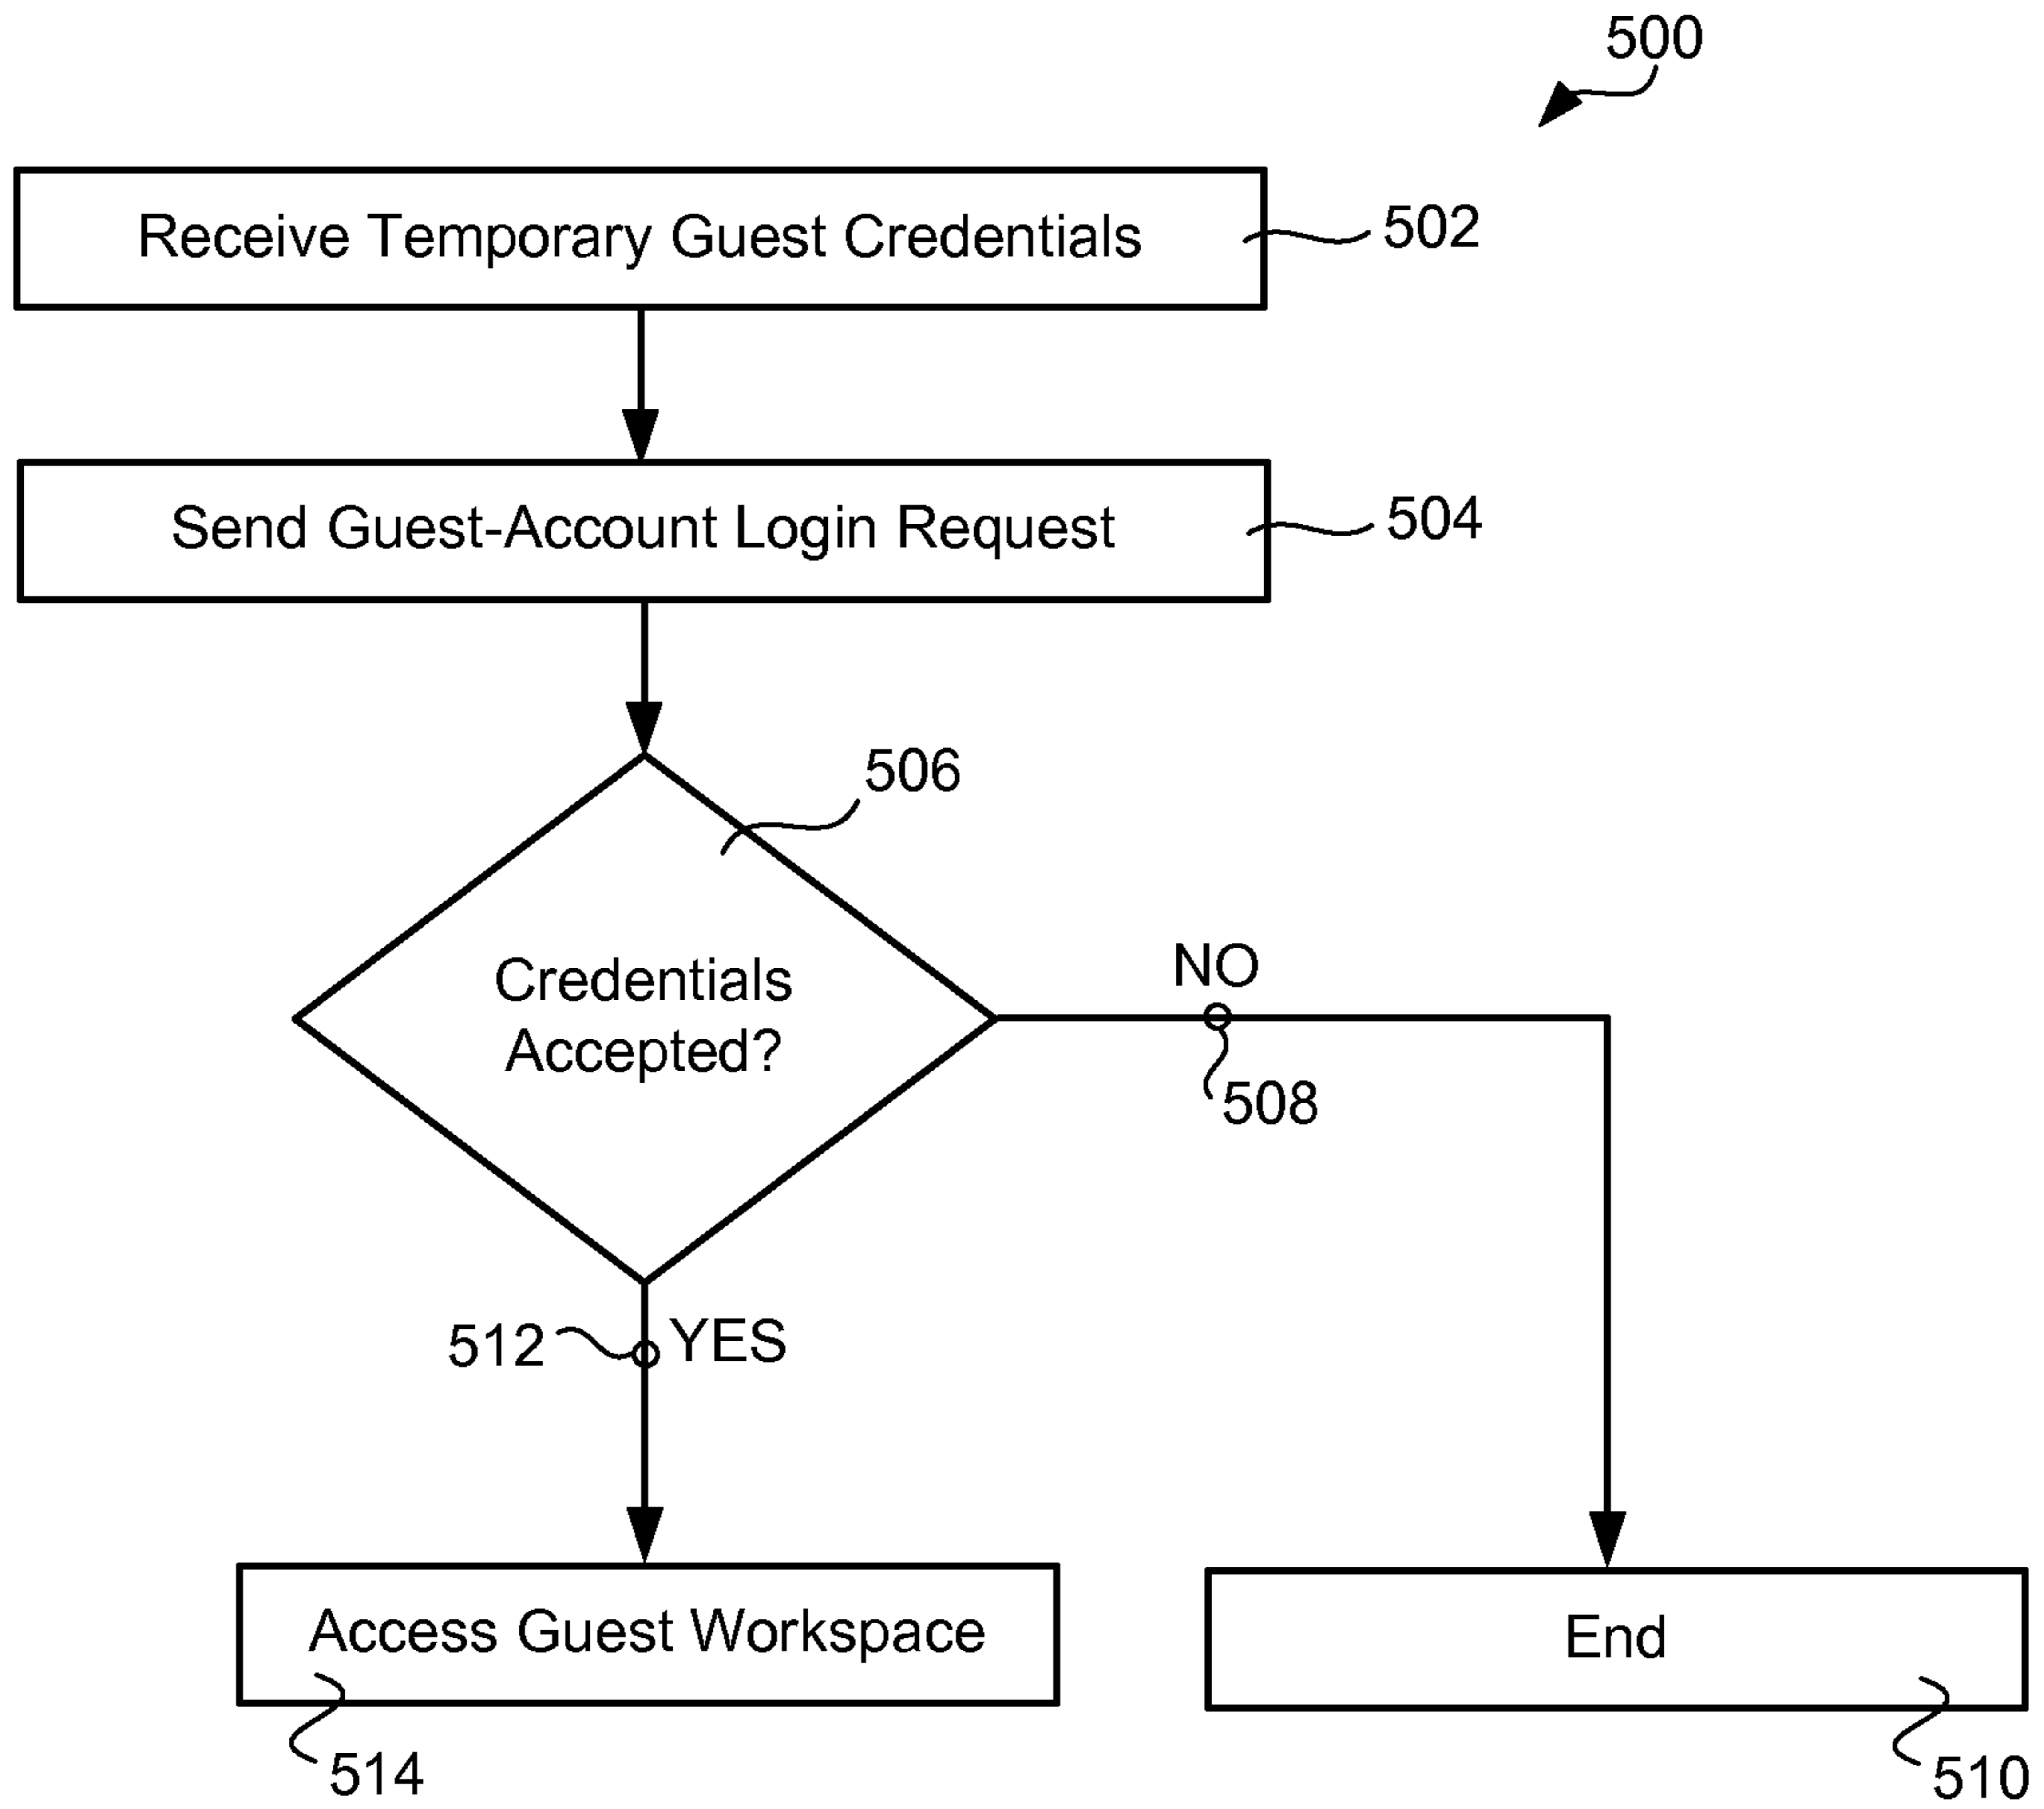 500
Receive Temporary Guest Credentials
502
Send Guest-Account Login Request
504
506
Credentials
Accepted?
NO
508
512
YES
Access Guest Workspace
514
End
510